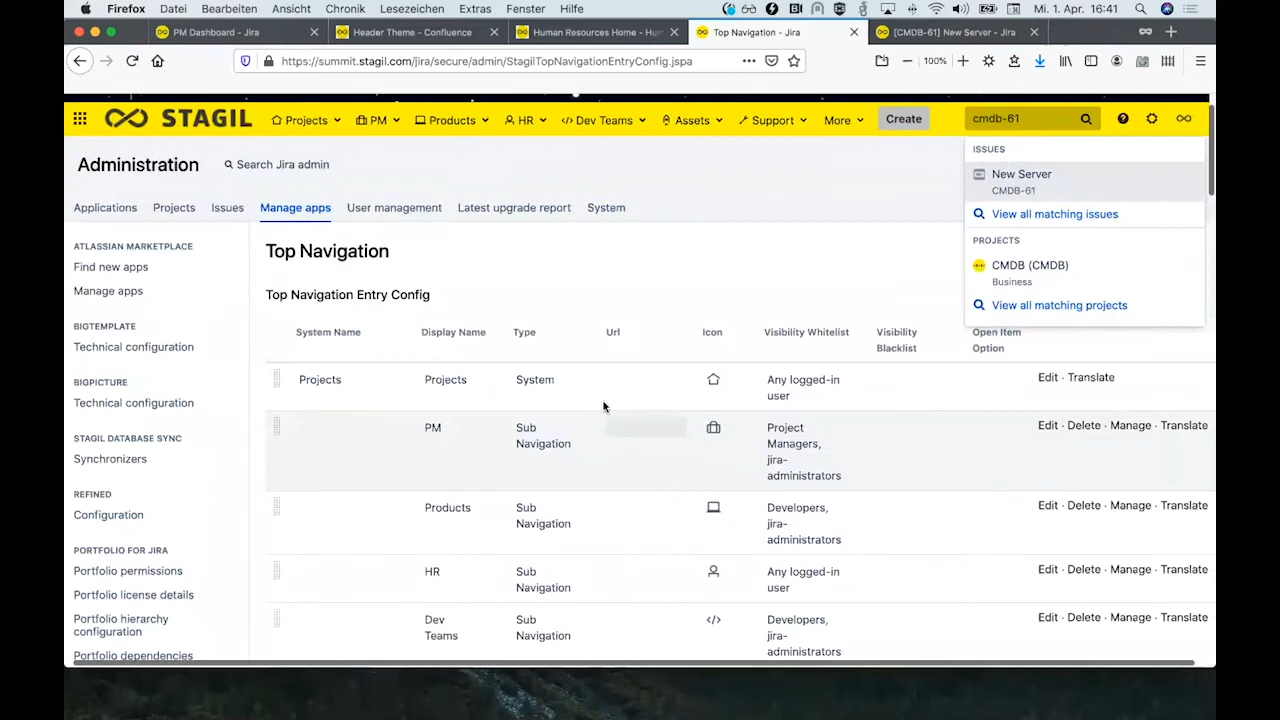 Firefox Datei Bearbeiten Ansicht Chronik Lesezeichen Extras Fenster Hilfe Mi. 1. Apr. 16:41
PM Dashboard - Jira
Header Theme - Confluence
Human Resources Home - Hum
Top Navigation - Jira
[CMDB-61] New Server - Jira
https://summit.stagil.com/jira/secure/admin/StagilTopNavigationEntryConfig.jspa
100%
STAGIL Projects PM Products HR Dev Teams Assets Support More Create cmdb-61
Administration
Search Jira admin
Applications Projects Issues Manage apps User management Latest upgrade report System
ISSUES
New Server
CMDB-61
View all matching issues
PROJECTS
CMDB (CMDB)
Business
View all matching projects
ATLASSIAN MARKETPLACE
Find new apps
Manage apps
BIGTEMPLATE
Technical configuration
BIGPICTURE
Technical configuration
STAGIL DATABASE SYNC
Synchronizers
REFINED
Configuration
PORTFOLIO FOR JIRA
Portfolio permissions
Portfolio license details
Portfolio hierarchy
configuration
Portfolio dependencies
Top Navigation
Top Navigation Entry Config
System Name Display Name Type Url Icon Visibility Whitelist Visibility Blacklist Open Item Option
Projects Projects System Any logged-in user Edit · Translate
PM Sub Navigation Project Managers, jira-administrators Edit · Delete · Manage · Translate
Products Sub Navigation Developers, jira-administrators Edit · Delete · Manage · Translate
HR Sub Navigation Any logged-in user Edit · Delete · Manage · Translate
Dev Teams Sub Navigation Developers, jira-administrators Edit · Delete · Manage · Translate